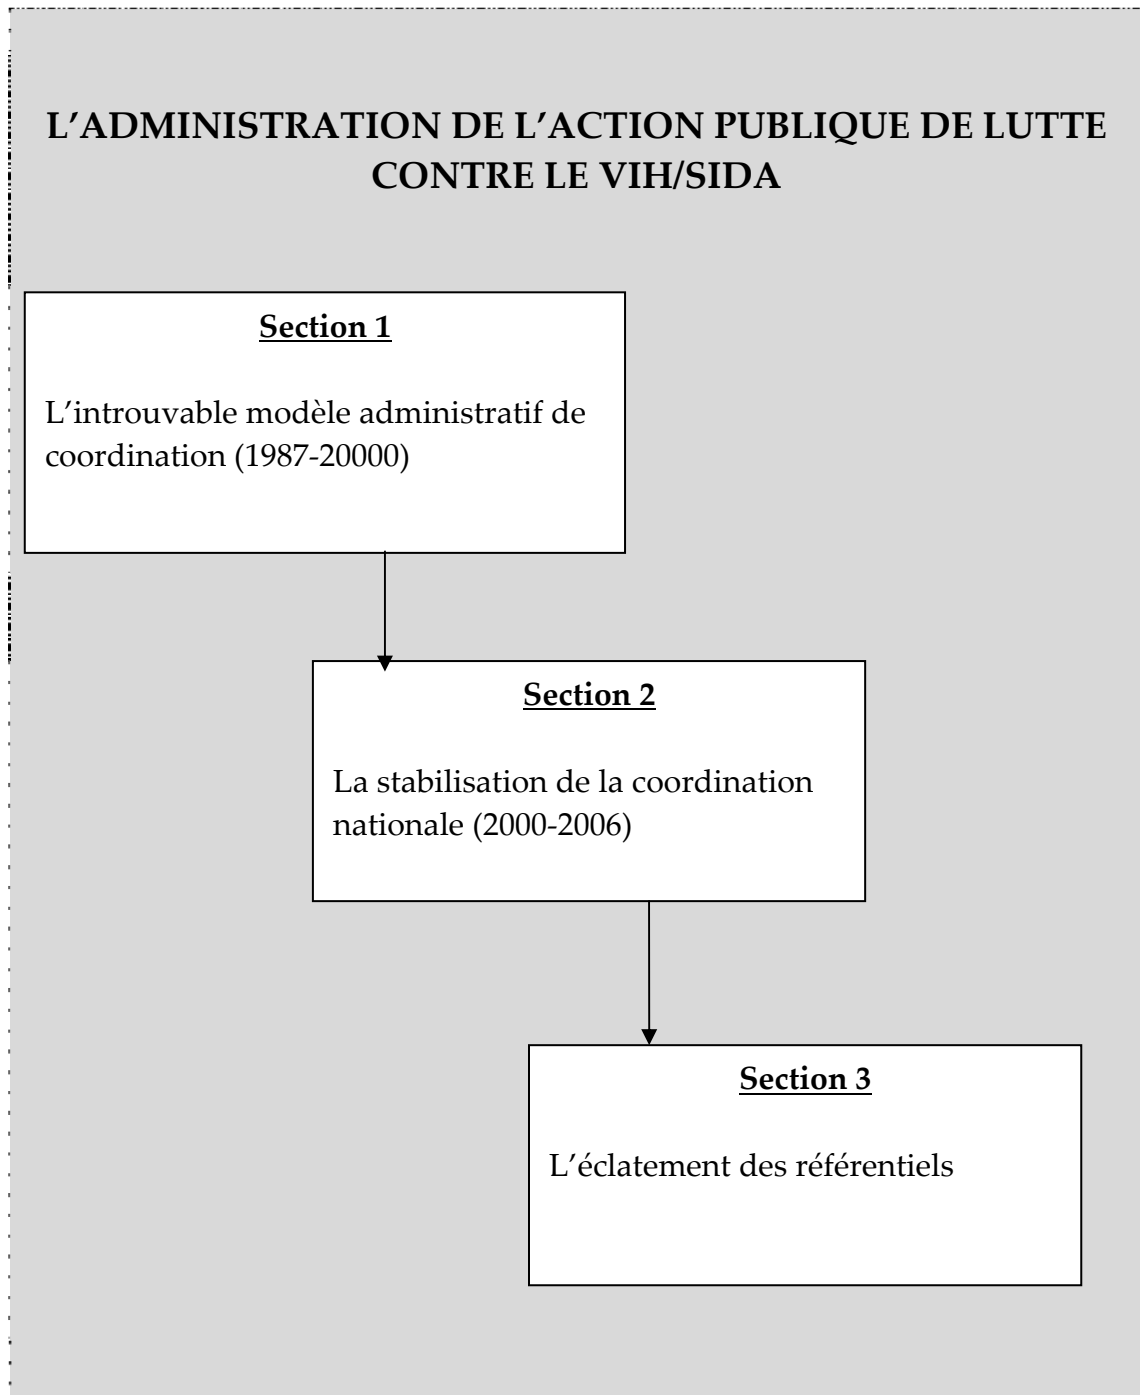 L’ADMINISTRATION DE L’ACTION PUBLIQUE DE LUTTE
CONTRE LE VIH/SIDA
Section 1
L’introuvable modèle administratif de
coordination (1987-20000)
Section 2
La stabilisation de la coordination
nationale (2000-2006)
Section 3
L’éclatement des référentiels